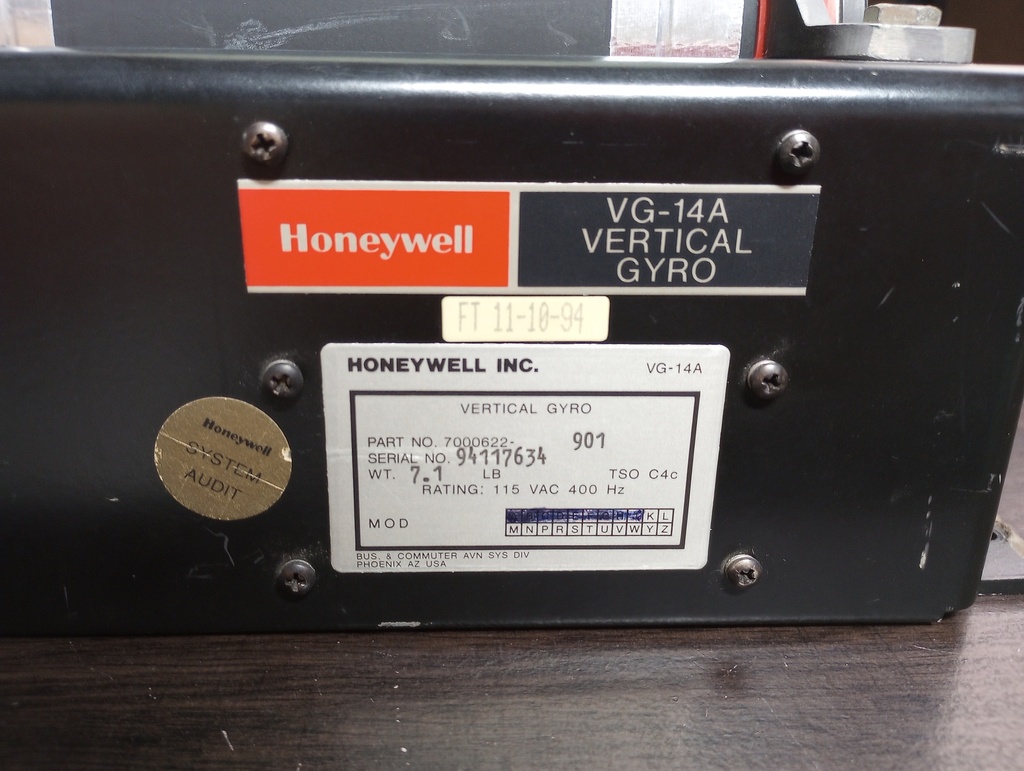 Honeywell
VG-14A
VERTICAL
GYRO
FT 11-10-94
HONEYWELL INC. VG-14A
VERTICAL GYRO
PART NO. 7000622- 901
SERIAL NO. 94117634
WT. 7.1 LB TSO C4c
RATING: 115 VAC 400 Hz
MOD
K L
M N P R S T U V W Y Z
BUS. & COMMUTER AVN SYS DIV
PHOENIX AZ USA
Honeywell
SYSTEM
AUDIT